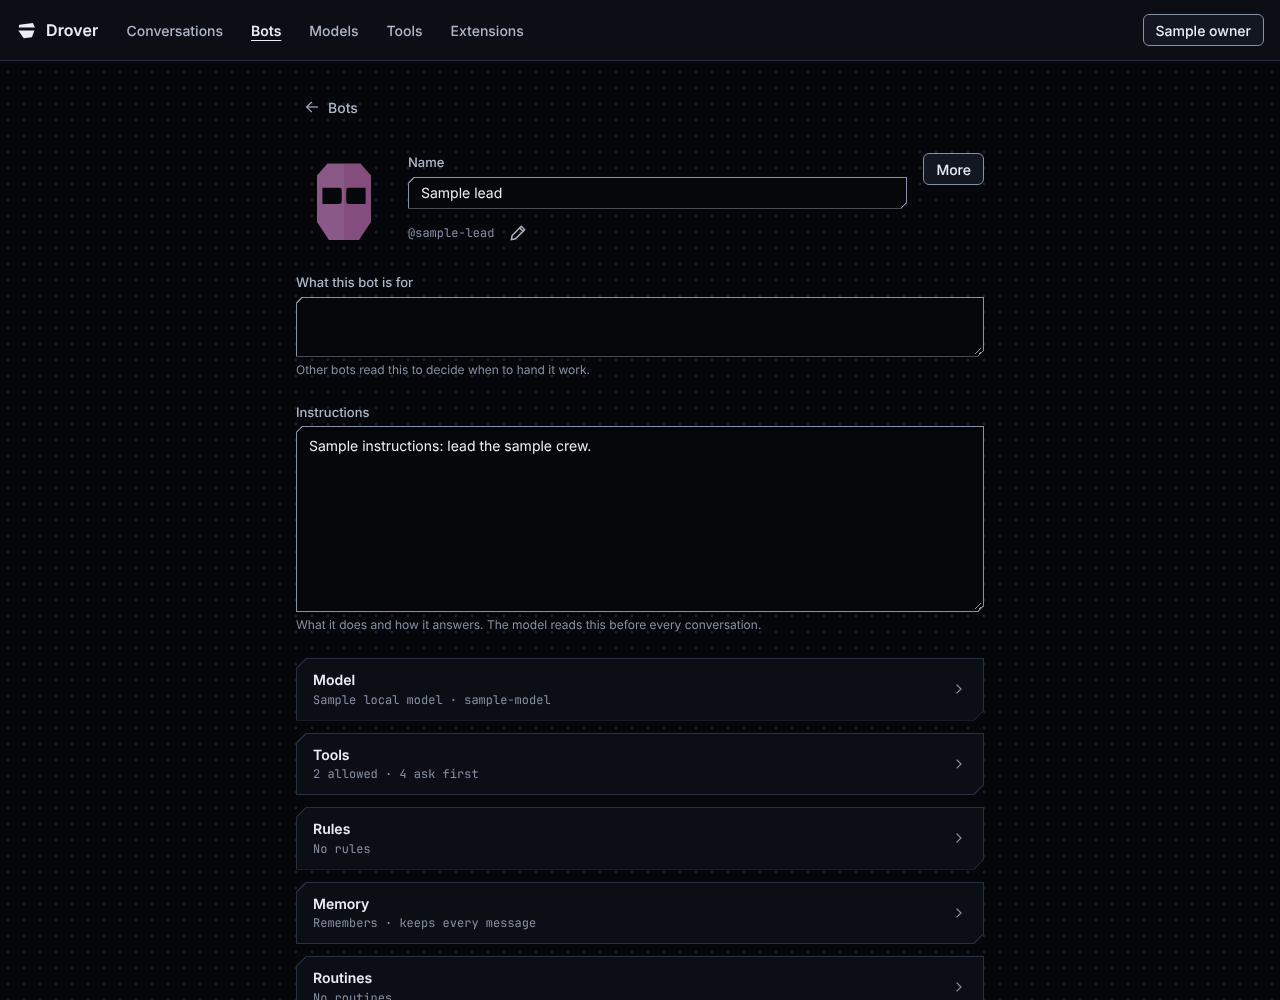 Drover
Conversations
Bots
Models
Tools
Extensions
Sample owner
Bots
Name
More
Sample lead
@sample-lead
What this bot is for
Other bots read this to decide when to hand it work.
Instructions
Sample instructions: lead the sample crew.
What it does and how it answers. The model reads this before every conversation.
Model
Sample local model · sample-model
Tools
2 allowed · 4 ask first
Rules
No rules
Memory
Remembers · keeps every message
Routines
No routines